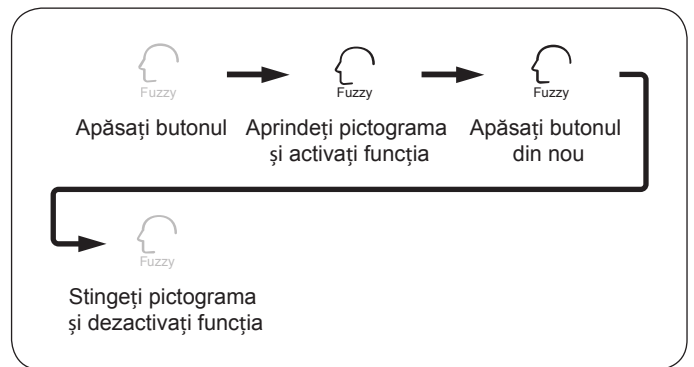 Fuzzy
Fuzzy
Fuzzy
Apăsați butonul
Aprindeți pictograma
și activați funcția
Apăsați butonul
din nou
Fuzzy
Stingeți pictograma
și dezactivați funcția